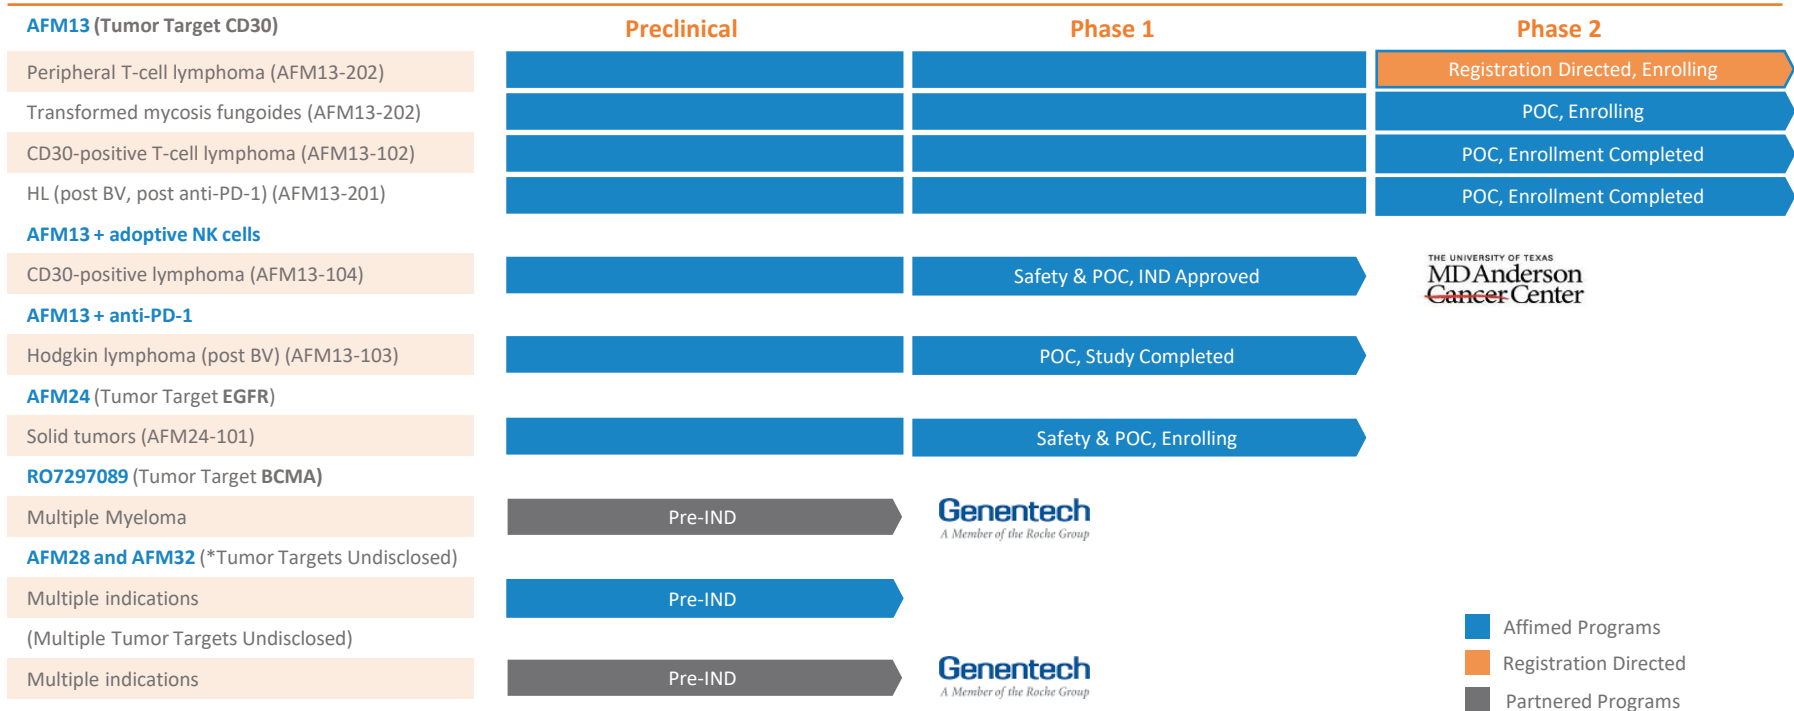 AFM13 (Tumor Target CD30) Preclinical Phase 1 Phase 2
Peripheral T-cell lymphoma (AFM13-202) Registration Directed, Enrolling
Transformed mycosis fungoides (AFM13-202) POC, Enrolling
CD30-positive T-cell lymphoma (AFM13-102) POC, Enrollment Completed
HL (post BV, post anti-PD-1) (AFM13-201) POC, Enrollment Completed
AFM13 + adoptive NK cells
CD30-positive lymphoma (AFM13-104) Safety & POC, IND Approved
THE UNIVERSITY OF TEXAS
MD Anderson
Cancer Center
AFM13 + anti-PD-1
Hodgkin lymphoma (post BV) (AFM13-103) POC, Study Completed
AFM24 (Tumor Target EGFR)
Solid tumors (AFM24-101) Safety & POC, Enrolling
RO7297089 (Tumor Target BCMA)
Multiple Myeloma Pre-IND Genentech
A Member of the Roche Group
AFM28 and AFM32 (*Tumor Targets Undisclosed)
Multiple indications Pre-IND
(Multiple Tumor Targets Undisclosed)
Multiple indications Pre-IND Genentech
A Member of the Roche Group
Affimed Programs
Registration Directed
Partnered Programs